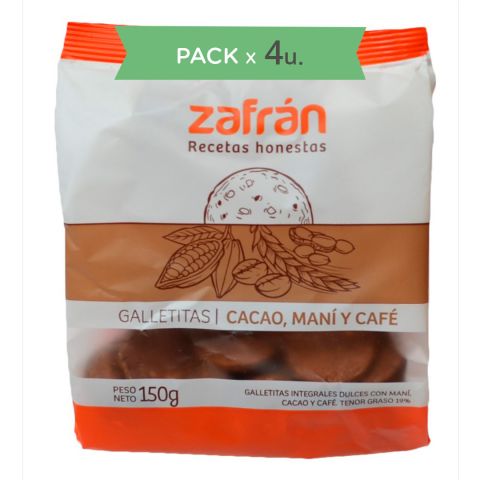 PACK x 4u.
zafrán
Recetas honestas
GALLETITAS | CACAO, MANÍ Y CAFÉ
PESO NETO 150g
GALLETITAS INTEGRALES DULCES CON MANÍ,
CACAO Y CAFÉ. TENOR GRASO 19%